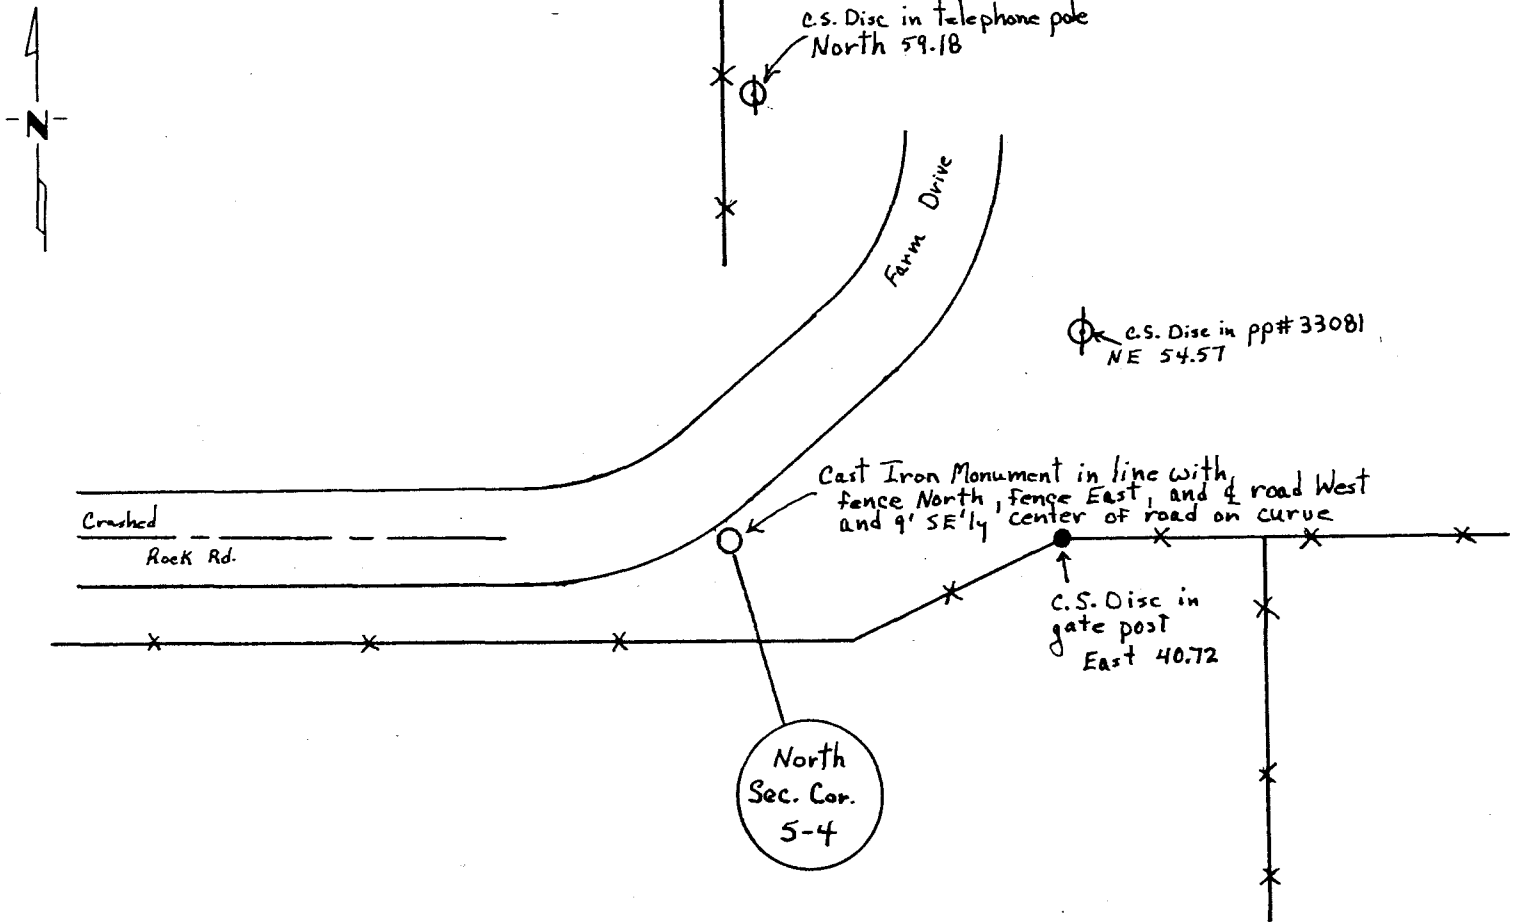 C.S. Disc in telephone pole
North 59.18
N
Farm Drive
C.S. Disc in pp# 33081
NE 54.57
Cast Iron Monument in line with
fence North, fence East, and ℄ road West
and 9' SE'ly center of road on curve
Crushed
Rock Rd.
C.S. Disc in
gate post
East 40.72
North
Sec. Cor.
5-4